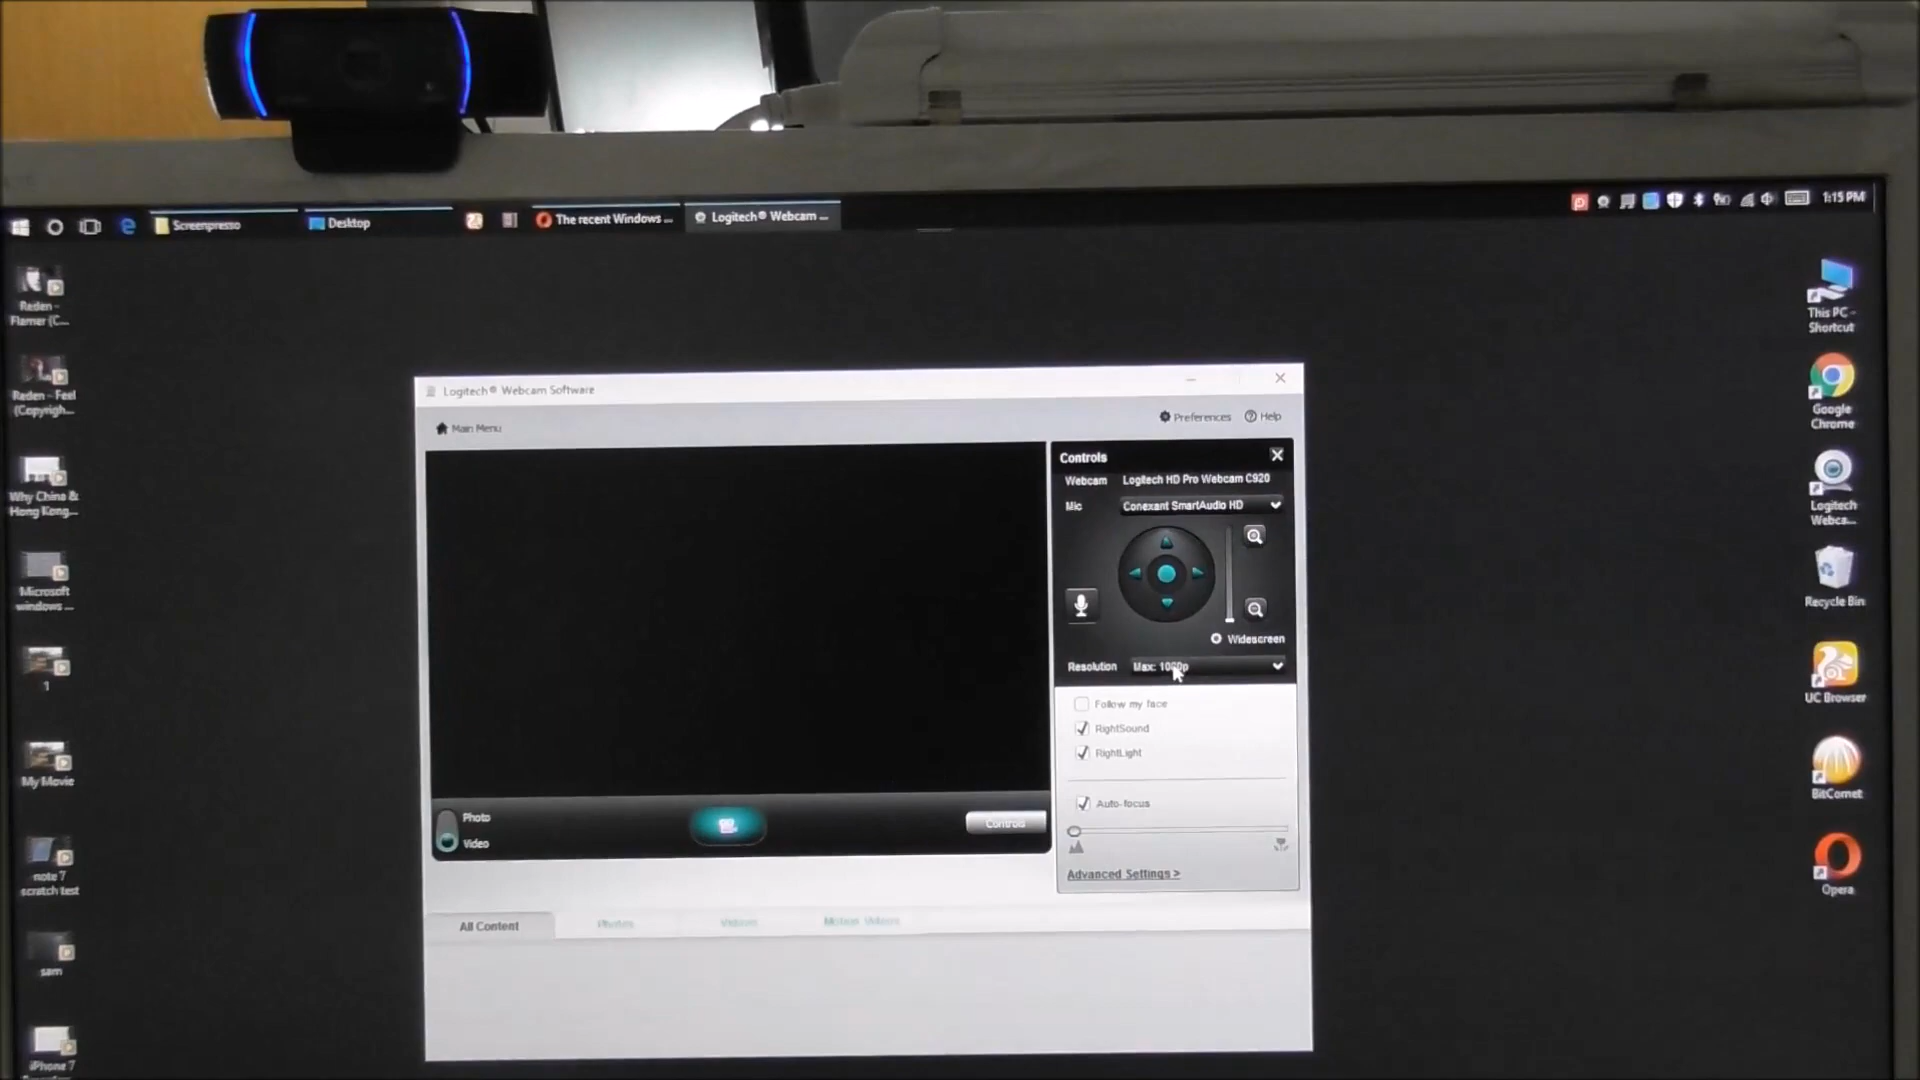 Screenpresso
Desktop
The recent Windows ...
Logitech® Webcam ...
1:15 PM
Reden -
Flamer (C...
Reden - Feel
(Copyrigh...
Why China &
Hong Kong...
Microsoft
windows ...
1
My Movie
note 7
scratch test
sam
iPhone 7
Logitech® Webcam Software
Main Menu
Preferences
Help
Controls
Webcam
Logitech HD Pro Webcam C920
Mic
Conexant SmartAudio HD
Widescreen
Resolution
Max: 1080p
Follow my face
RightSound
RightLight
Auto-focus
Advanced Settings >
Photo
Video
Controls
All Content
Photos
Videos
Motion Videos
This PC -
Shortcut
Google
Chrome
Logitech
Webca...
Recycle Bin
UC Browser
BitComet
Opera